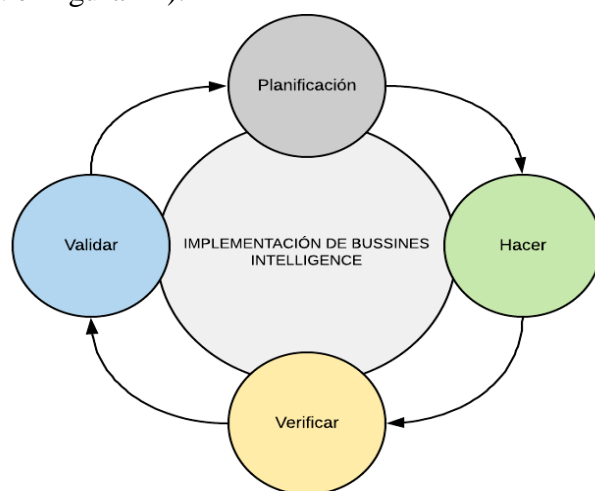 Planificación
Validar
IMPLEMENTACIÓN DE BUSSINES
INTELLIGENCE
Hacer
Verificar